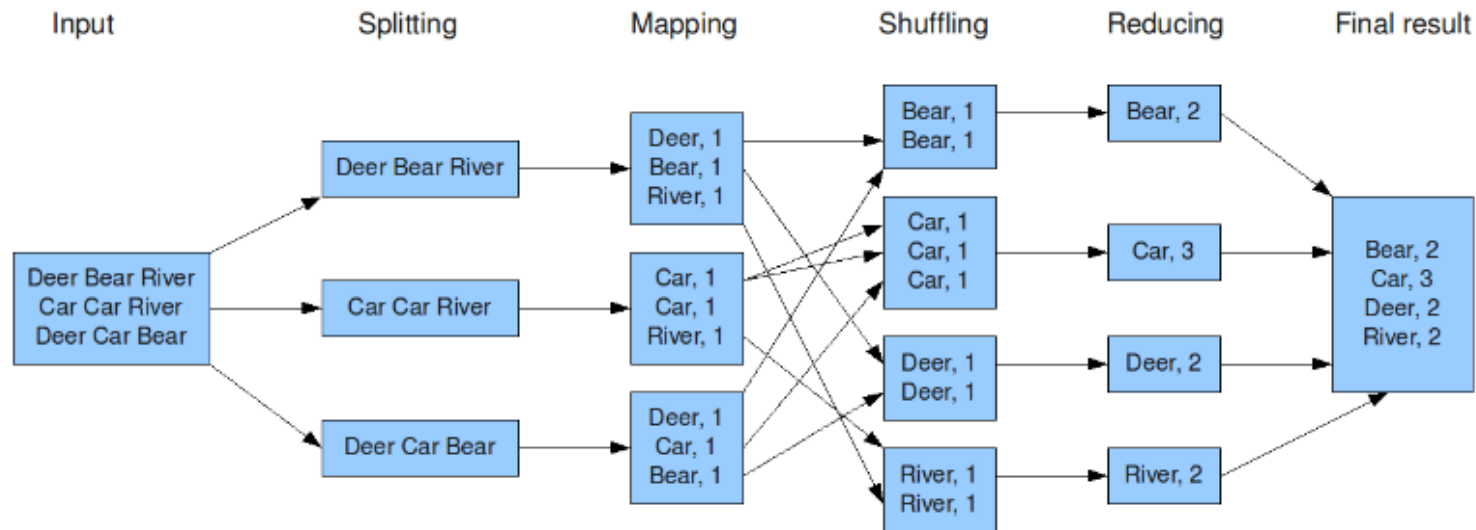 Input
Splitting
Mapping
Shuffling
Reducing
Final result
Deer Bear River
Car Car River
Deer Car Bear
Deer Bear River
Car Car River
Deer Car Bear
Deer, 1
Bear, 1
River, 1
Car, 1
Car, 1
River, 1
Deer, 1
Car, 1
Bear, 1
Bear, 1
Bear, 1
Car, 1
Car, 1
Car, 1
Deer, 1
Deer, 1
River, 1
River, 1
Bear, 2
Car, 3
Deer, 2
River, 2
Bear, 2
Car, 3
Deer, 2
River, 2